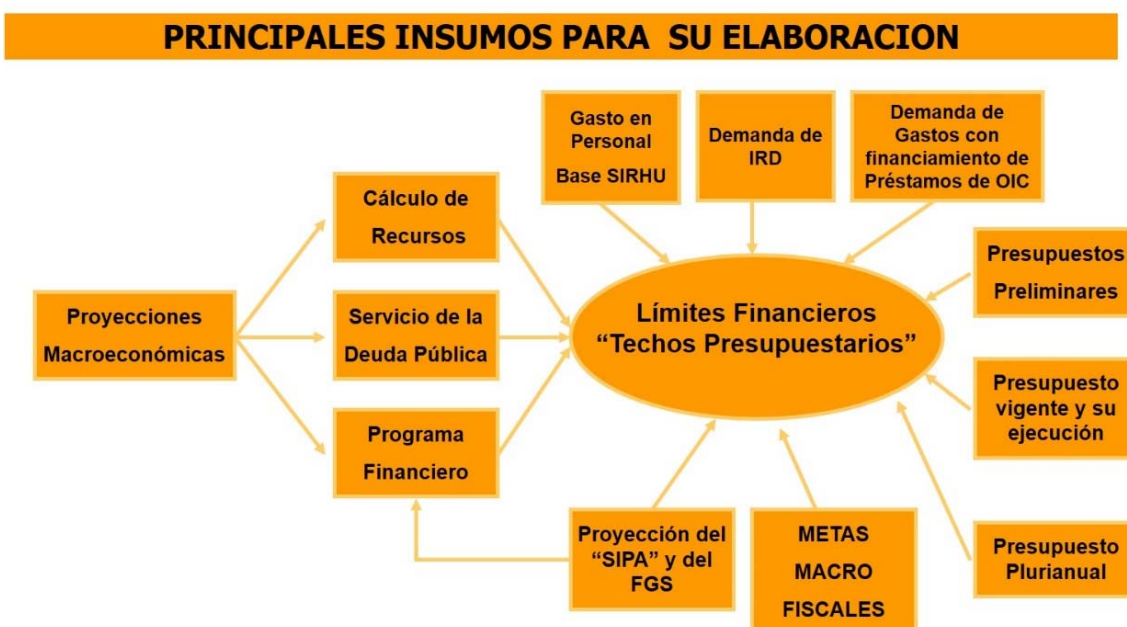 PRINCIPALES INSUMOS PARA SU ELABORACION
Gasto en
Personal
Base SIRHU
Demanda de
IRD
Demanda de
Gastos con
financiamiento de
Préstamos de OIC
Cálculo de
Recursos
Presupuestos
Preliminares
Proyecciones
Macroeconómicas
Servicio de la
Deuda Pública
Límites Financieros
“Techos Presupuestarios”
Presupuesto
vigente y su
ejecución
Programa
Financiero
Proyección del
“SIPA” y del
FGS
METAS
MACRO
FISCALES
Presupuesto
Plurianual